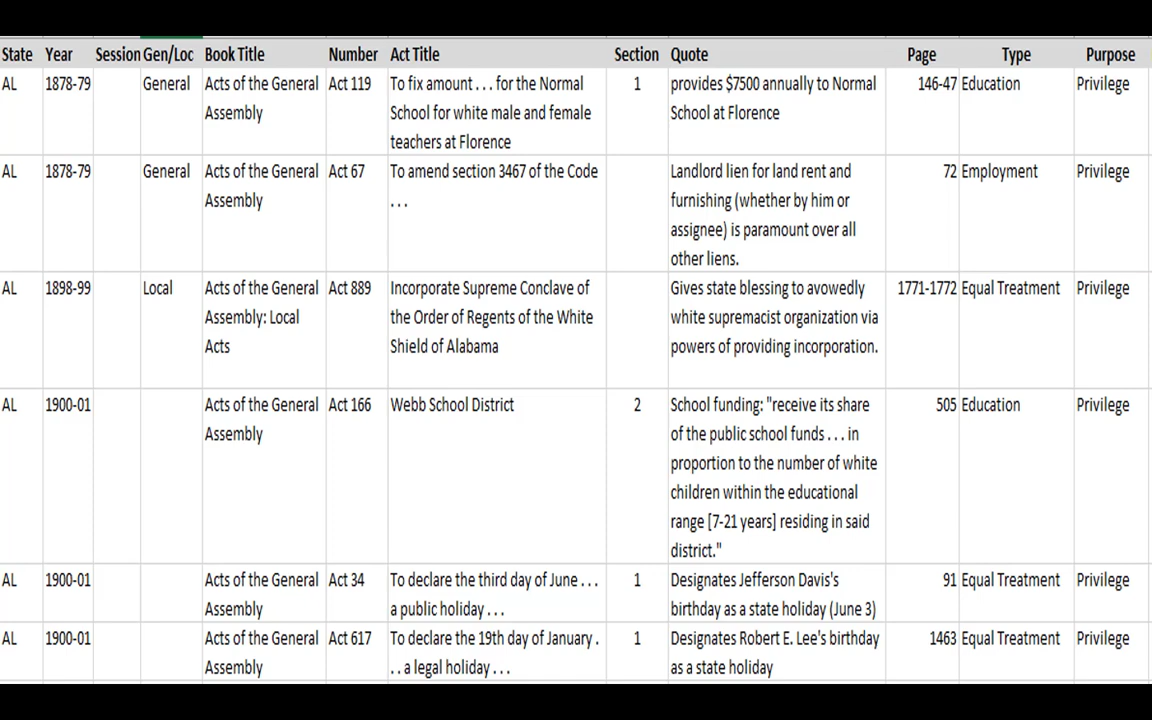 State Year Session Gen/Loc Book Title Number Act Title Section Quote Page Type Purpose
AL 1878-79 General Acts of the General Act 119 To fix amount . . . for the Normal 1 provides $7500 annually to Normal 146-47 Education Privilege
Assembly School for white male and female School at Florence
teachers at Florence
AL 1878-79 General Acts of the General Act 67 To amend section 3467 of the Code Landlord lien for land rent and 72 Employment Privilege
Assembly . . . furnishing (whether by him or
assignee) is paramount over all
other liens.
AL 1898-99 Local Acts of the General Act 889 Incorporate Supreme Conclave of Gives state blessing to avowedly 1771-1772 Equal Treatment Privilege
Assembly: Local the Order of Regents of the White white supremacist organization via
Acts Shield of Alabama powers of providing incorporation.
AL 1900-01 Acts of the General Act 166 Webb School District 2 School funding: "receive its share 505 Education Privilege
Assembly of the public school funds . . . in
proportion to the number of white
children within the educational
range [7-21 years] residing in said
district."
AL 1900-01 Acts of the General Act 34 To declare the third day of June . . . 1 Designates Jefferson Davis's 91 Equal Treatment Privilege
Assembly a public holiday . . . birthday as a state holiday (June 3)
AL 1900-01 Acts of the General Act 617 To declare the 19th day of January . 1 Designates Robert E. Lee's birthday 1463 Equal Treatment Privilege
Assembly . . a legal holiday . . . as a state holiday